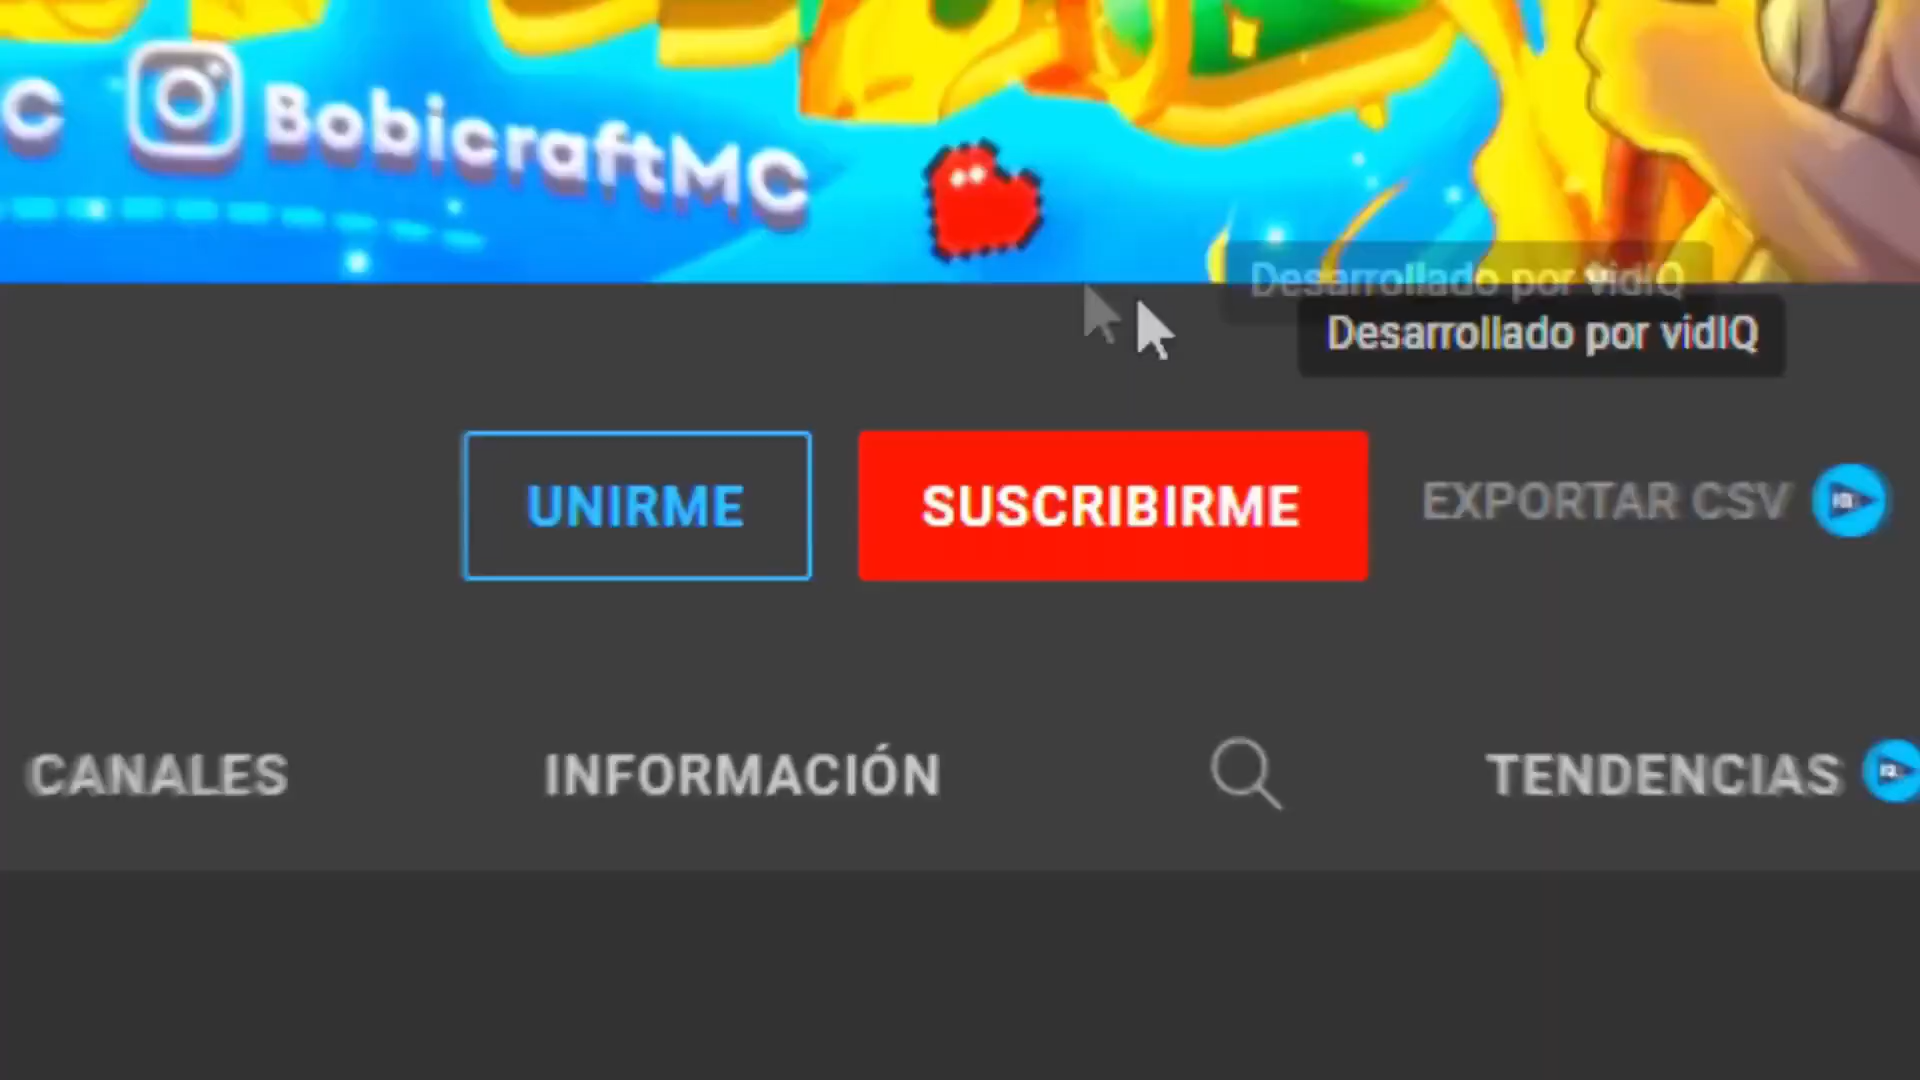 C BobicraftMC
Desarrollado por vidIQ
Desarrollado por vidIQ
UNIRME
SUSCRIBIRME
EXPORTAR CSV
CANALES
INFORMACIÓN
TENDENCIAS